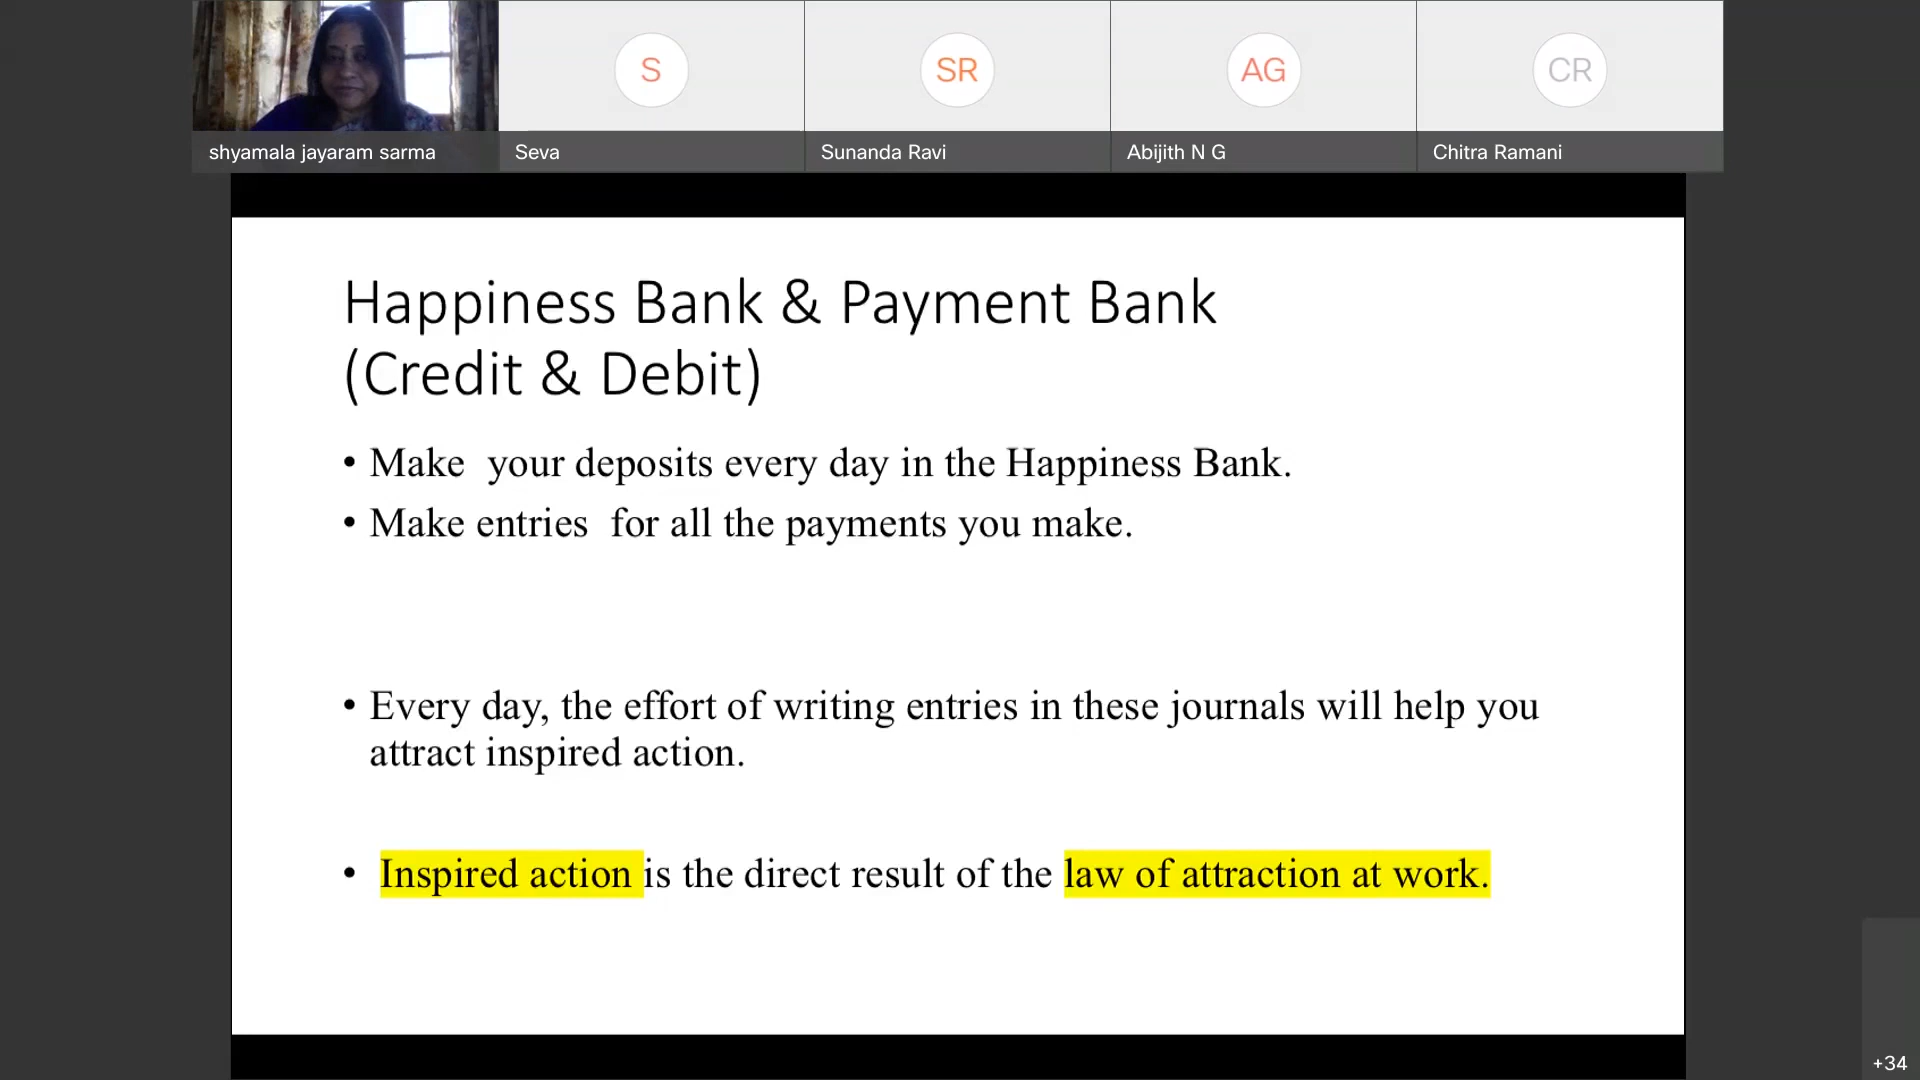 S
SR
AG
CR
shyamala jayaram sarma
Seva
Sunanda Ravi
Abijith N G
Chitra Ramani
Happiness Bank & Payment Bank
(Credit & Debit)
• Make  your deposits every day in the Happiness Bank.
• Make entries  for all the payments you make.
• Every day, the effort of writing entries in these journals will help you
attract inspired action.
• Inspired action is the direct result of the law of attraction at work.
+34